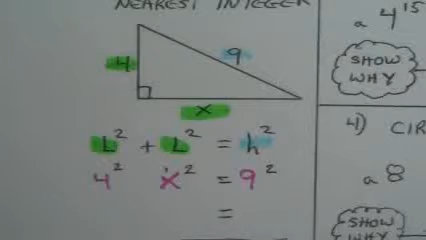 NEAREST INTEGER
4
9
x
L² + L² = h²
4² x² = 9²
=
a 4¹⁵
SHOW
WHY
4) CIR
a 8
SHOW
WHY